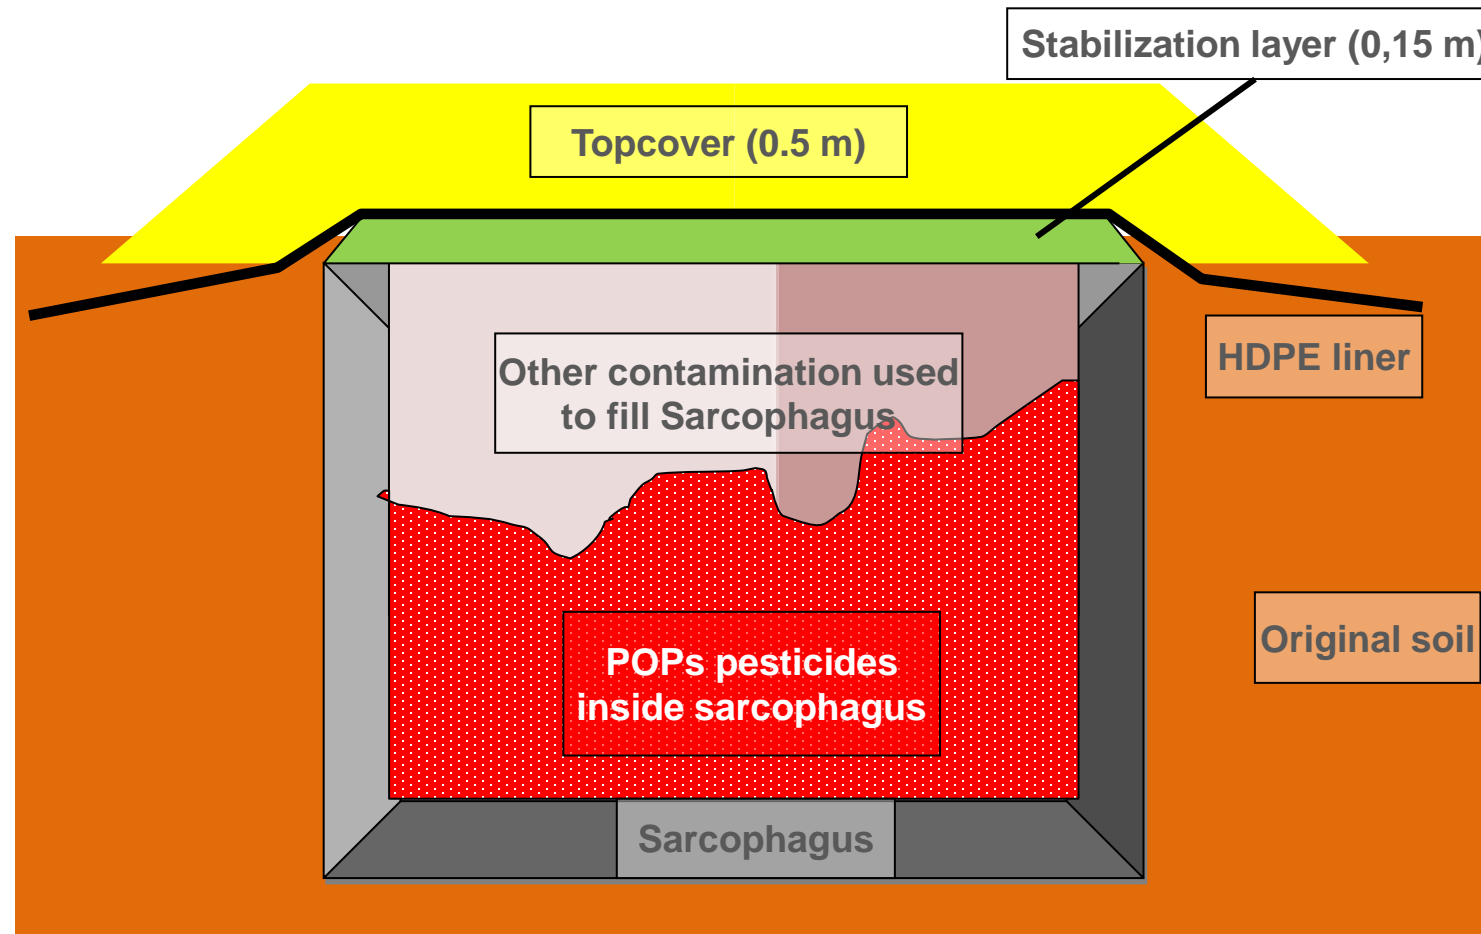 Stabilization layer (0,15 m)
Topcover (0.5 m)
Other contamination used
to fill Sarcophagus
HDPE liner
Original soil
POPs pesticides
inside sarcophagus
Sarcophagus